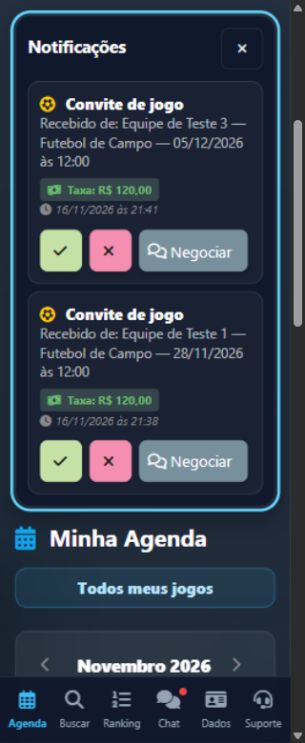 Notificações
Convite de jogo
Recebido de: Equipe de Teste 3 —
Futebol de Campo — 05/12/2026
às 12:00
Taxa: R$ 120,00
16/11/2026 às 21:41
Negociar
Convite de jogo
Recebido de: Equipe de Teste 1 —
Futebol de Campo — 28/11/2026
às 12:00
Taxa: R$ 120,00
16/11/2026 às 21:38
Negociar
Minha Agenda
Todos meus jogos
Novembro 2026
Agenda Buscar Ranking Chat Dados Suporte